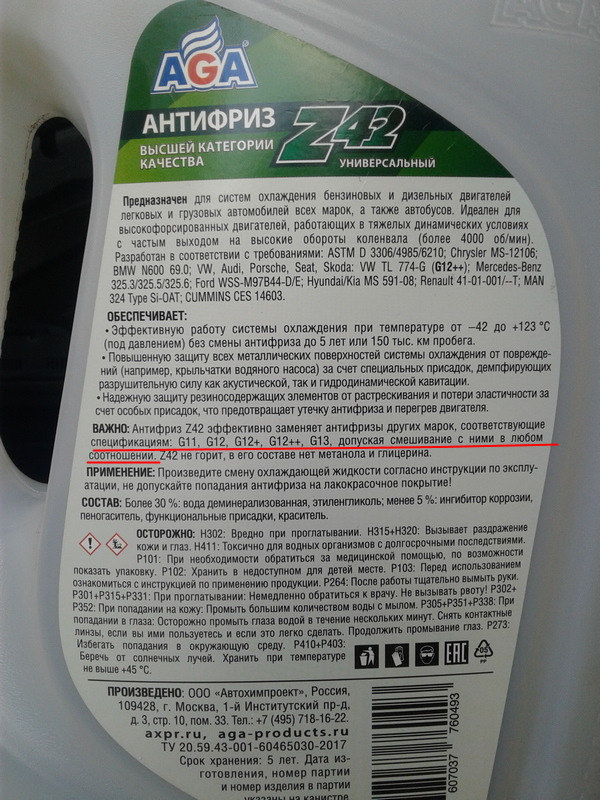 AGA
AGA
АНТИФРИЗ Z42
ВЫСШЕЙ КАТЕГОРИИ
КАЧЕСТВА
УНИВЕРСАЛЬНЫЙ
Предназначен для систем охлаждения бензиновых и дизельных двигателей
легковых и грузовых автомобилей всех марок, а также автобусов. Идеален для
высокофорсированных двигателей, работающих в тяжелых динамических условиях
с частым выходом на высокие обороты коленвала (более 4000 об/мин).
Разработан в соответствии с требованиями: ASTM D 3306/4985/6210; Chrysler MS-12106;
BMW N600 69.0; VW, Audi, Porsche, Seat, Skoda: VW TL 774-G (G12++); Mercedes-Benz
325.3/325.5/325.6; Ford WSS-M97B44-D/E; Hyundai/Kia MS 591-08; Renault 41-01-001/--T; MAN
324 Type Si-OAT; CUMMINS CES 14603.
ОБЕСПЕЧИВАЕТ:
• Эффективную работу системы охлаждения при температуре от –42 до +123 °С
(под давлением) без смены антифриза до 5 лет или 150 тыс. км пробега.
• Повышенную защиту всех металлических поверхностей системы охлаждения от поврежде-
ний (например, крыльчатки водяного насоса) за счет специальных присадок, демпфирующих
разрушительную силу как акустической, так и гидродинамической кавитации.
• Надежную защиту резиносодержащих элементов от растрескивания и потери эластичности за
счет особых присадок, что предотвращает утечку антифриза и перегрев двигателя.
ВАЖНО: Антифриз Z42 эффективно заменяет антифризы других марок, соответствующие
спецификациям: G11, G12, G12+, G12++, G13, допуская смешивание с ними в любом
соотношении. Z42 не горит, в его составе нет метанола и глицерина.
ПРИМЕНЕНИЕ: Произведите смену охлаждающей жидкости согласно инструкции по эксплу-
атации, не допускайте попадания антифриза на лакокрасочное покрытие!
СОСТАВ: Более 30 %: вода деминерализованная, этиленгликоль; менее 5 %: ингибитор коррозии,
пеногаситель, функциональные присадки, краситель.
ОСТОРОЖНО: H302: Вредно при проглатывании. H315+H320: Вызывает раздражение
кожи и глаз. H411: Токсично для водных организмов с долгосрочными последствиями.
P101: При необходимости обратиться за медицинской помощью, по возможности
показать упаковку. P102: Хранить в недоступном для детей месте. P103: Перед использованием
ознакомиться с инструкцией по применению продукции. P264: После работы тщательно вымыть руки.
P301+P315+P331: При проглатывании: Немедленно обратиться к врачу. Не вызывать рвоту! P302+
P352: При попадании на кожу: Промыть большим количеством воды с мылом. P305+P351+P338: При
попадании в глаза: Осторожно промыть глаза водой в течение нескольких минут. Снять контактные
линзы, если вы ими пользуетесь и если это легко сделать. Продолжить промывание глаз. P273:
Избегать попадания в окружающую среду. P410+P403:
Беречь от солнечных лучей. Хранить при температуре
не выше +45 °С.
EAC
05
PP
ПРОИЗВЕДЕНО: ООО «Автохимпроект», Россия,
109428, г. Москва, 1-й Институтский пр-д,
д. 3, стр. 10, пом. 33. Тел.: +7 (495) 718-16-22.
axpr.ru, aga-products.ru
ТУ 20.59.43-001-60465030-2017
Срок хранения: 5 лет. Дата из-
готовления, номер партии
и номер изделия в партии
указаны на канистре
607037 760493